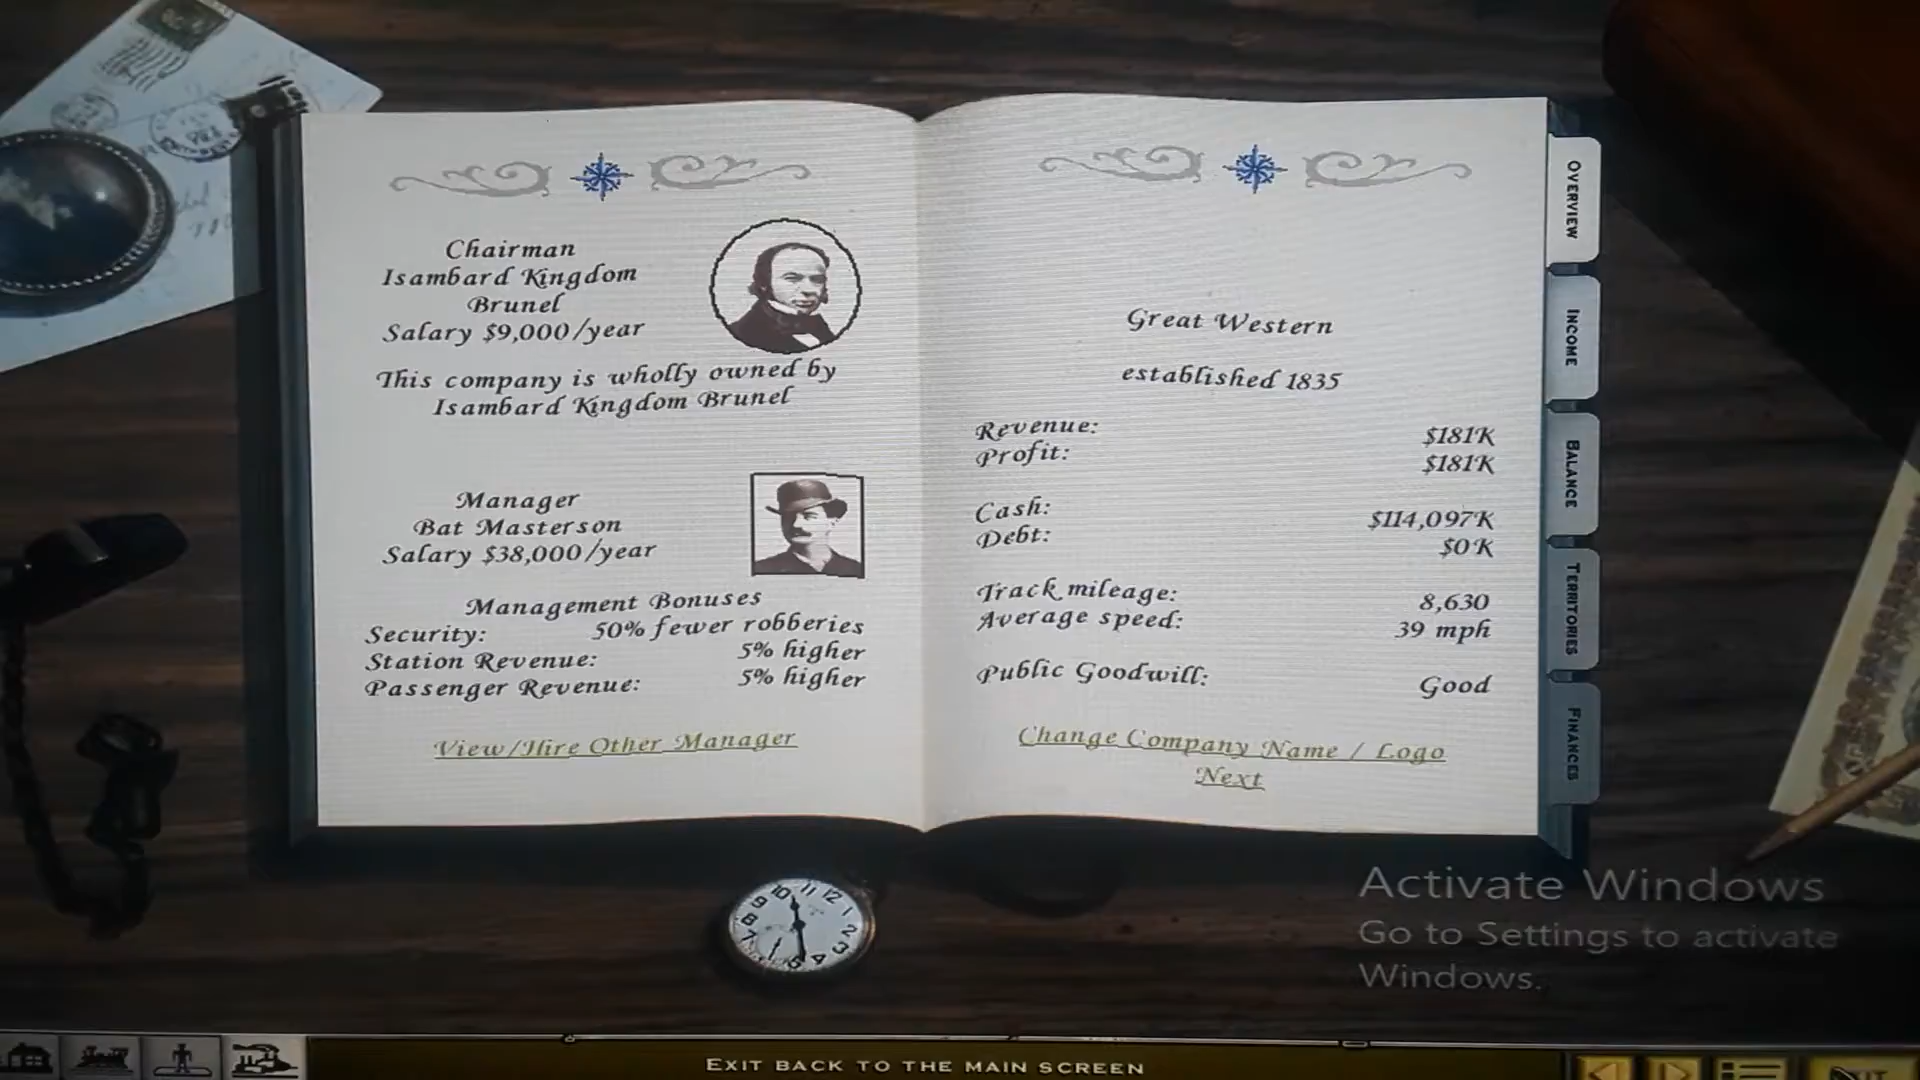 Chairman
Isambard Kingdom
Brunel
Salary $9,000/year
This company is wholly owned by
Isambard Kingdom Brunel
Manager
Bat Masterson
Salary $38,000/year
Management Bonuses
Security: 50% fewer robberies
Station Revenue: 5% higher
Passenger Revenue: 5% higher
View/Hire Other Manager
Great Western
established 1835
Revenue: $181K
Profit: $181K
Cash: $114,097K
Debt: $0K
Track mileage: 8,630
Average speed: 39 mph
Public Goodwill: Good
Change Company Name / Logo
Next
OVERVIEW
INCOME
BALANCE
TERRITORIES
FINANCES
Activate Windows
Go to Settings to activate
Windows.
EXIT BACK TO THE MAIN SCREEN